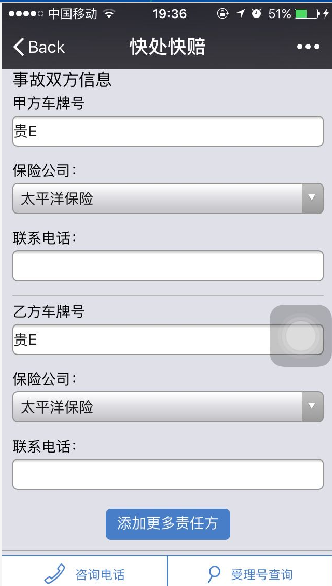 中国移动 19:36 51%
Back 快处快赔
事故双方信息
甲方车牌号
贵E
保险公司：
太平洋保险
联系电话：
乙方车牌号
贵E
保险公司：
太平洋保险
联系电话：
添加更多责任方
咨询电话 受理号查询